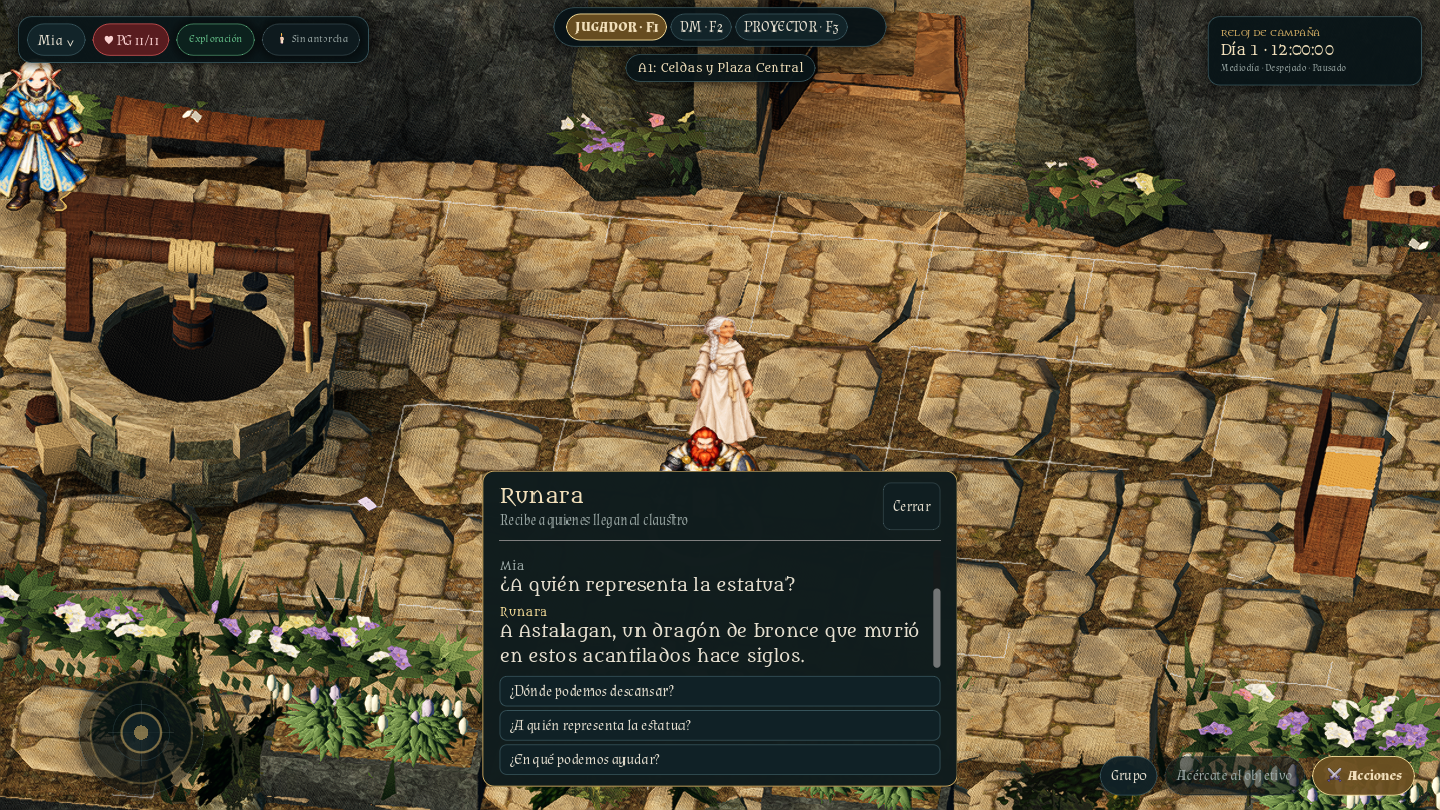 Mia v
♥ PG 11/11
Exploración
Sin antorcha
JUGADOR · F1
DM · F2
PROYECTOR · F3
A1: Celdas y Plaza Central
RELOJ DE CAMPAÑA
Día 1 · 12:00:00
Mediodía · Despejado · Pausado
Runara
Recibe a quienes llegan al claustro
Cerrar
Mia
¿A quién representa la estatua?
Runara
A Astalagan, un dragón de bronce que murió
en estos acantilados hace siglos.
¿Dónde podemos descansar?
¿A quién representa la estatua?
¿En qué podemos ayudar?
Grupo
Acércate al objetivo
Acciones